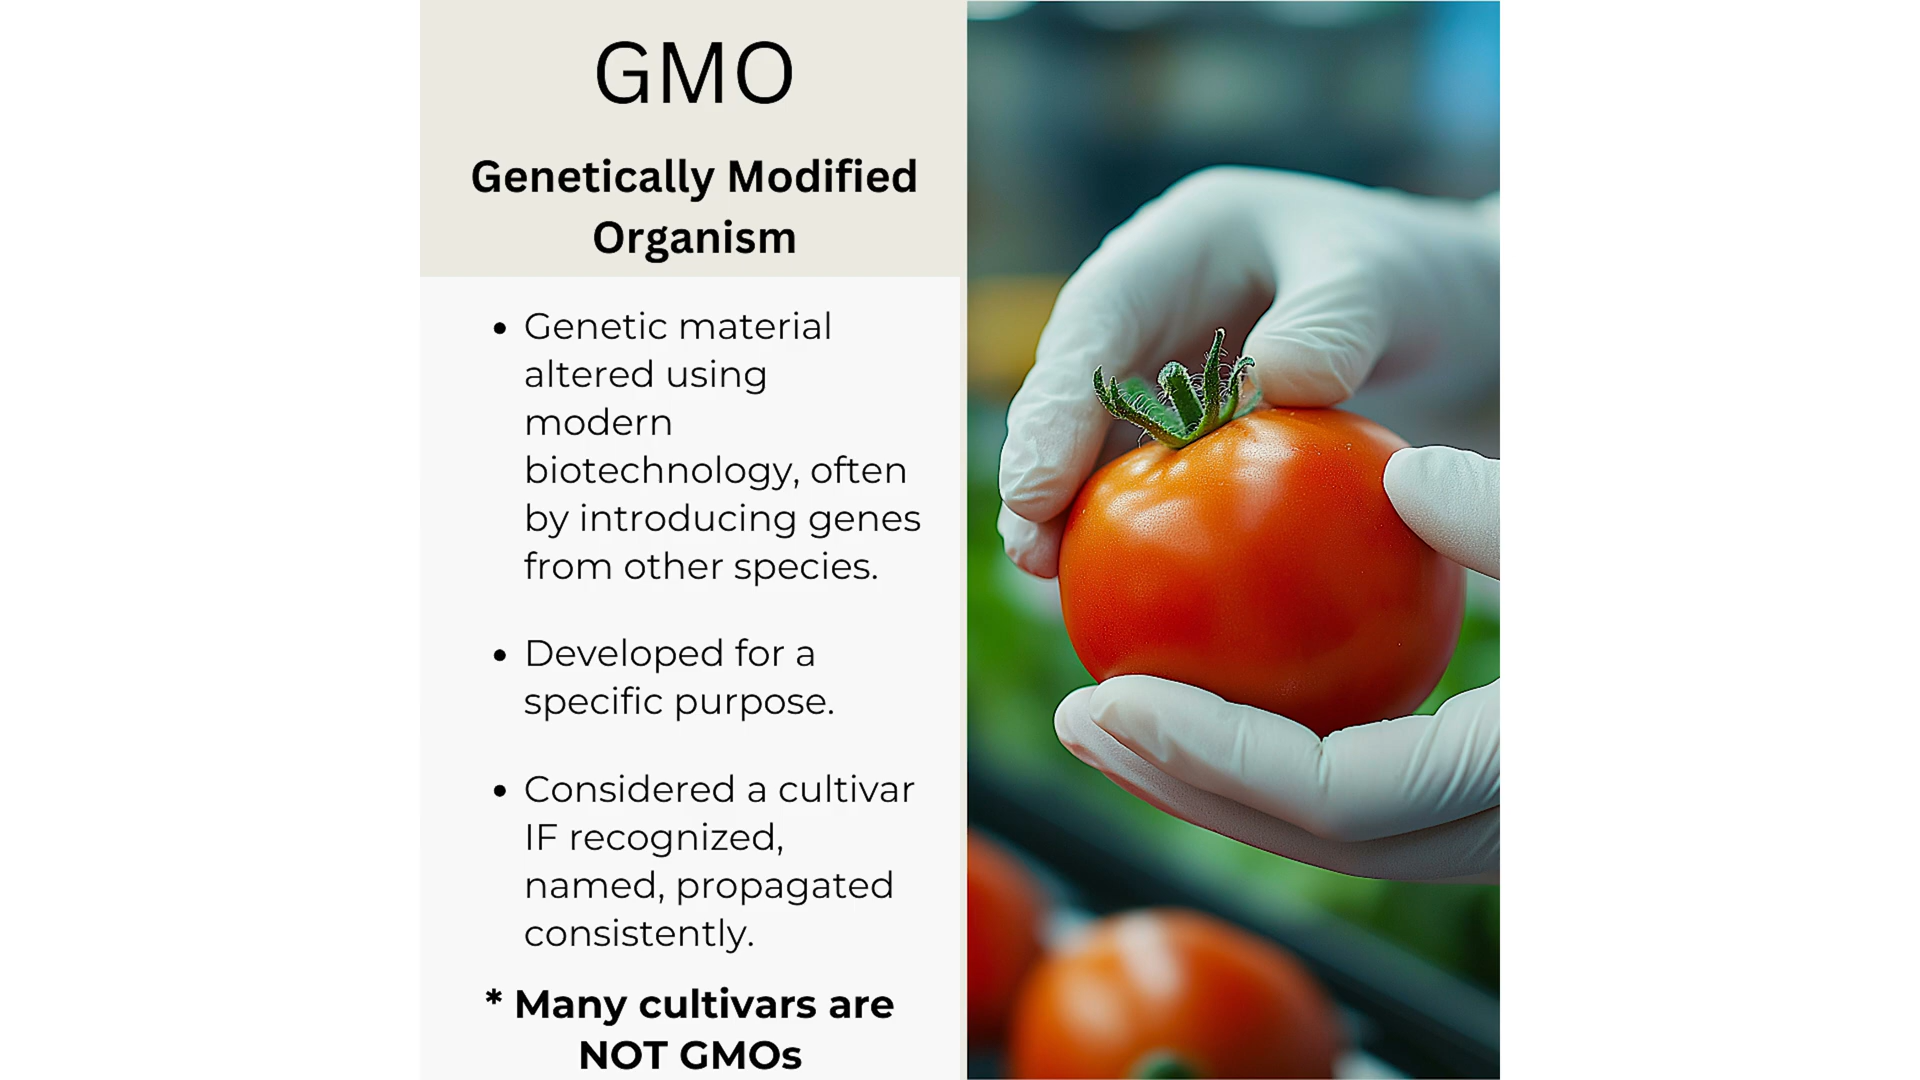 GMO
Genetically Modified
Organism
• Genetic material
altered using
modern
biotechnology, often
by introducing genes
from other species.
• Developed for a
specific purpose.
• Considered a cultivar
IF recognized,
named, propagated
consistently.
* Many cultivars are
NOT GMOs